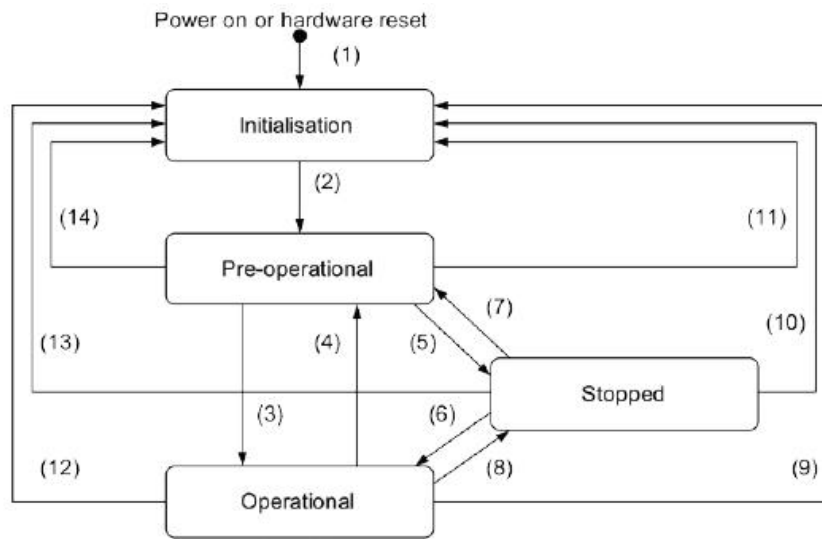 Power on or hardware reset
(1)
Initialisation
(2)
(14)
(11)
Pre-operational
(7)
(13)
(4)
(5)
(10)
Stopped
(3)
(6)
(12)
(8)
(9)
Operational